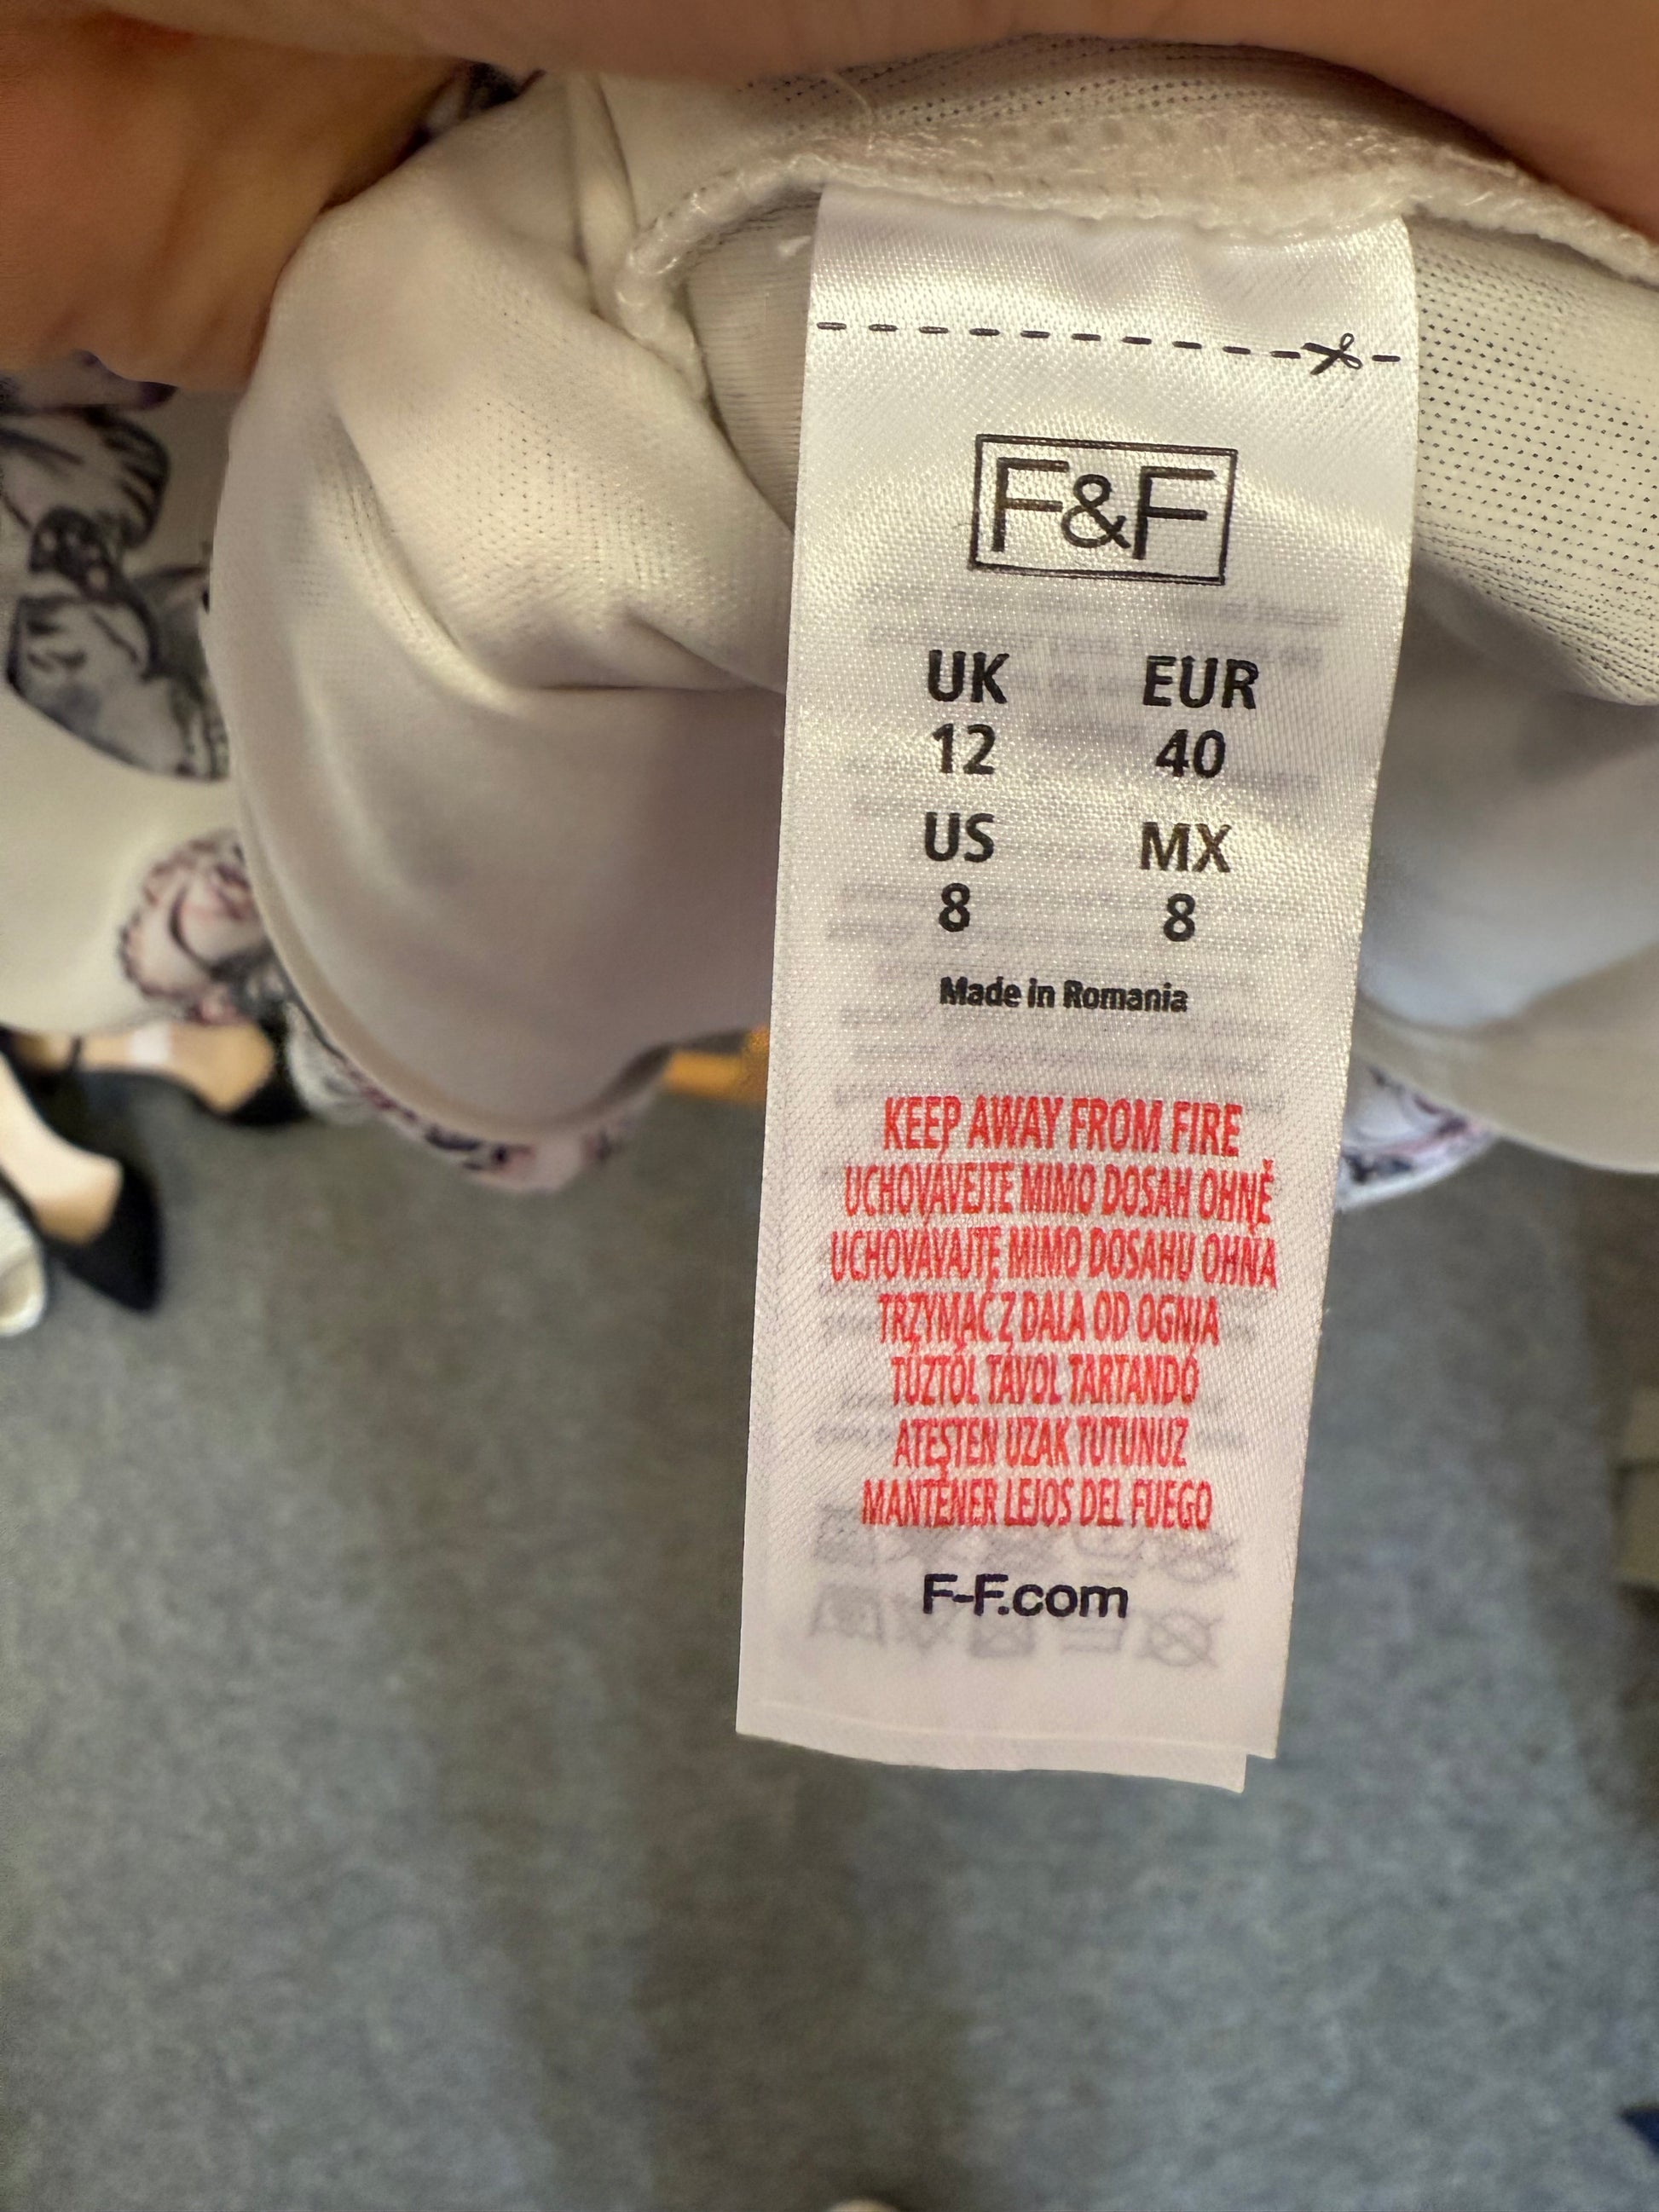 F&F
UK EUR
12 40
US MX
8 8
Made in Romania
KEEP AWAY FROM FIRE
UCHOVÁVEJTE MIMO DOSAH OHNĚ
UCHOVÁVAJTE MIMO DOSAHU OHŇA
TRZYMAĆ Z DALA OD OGNIA
TŰZTŐL TÁVOL TARTANDÓ
ATEŞTEN UZAK TUTUNUZ
MANTENER LEJOS DEL FUEGO
F-F.com